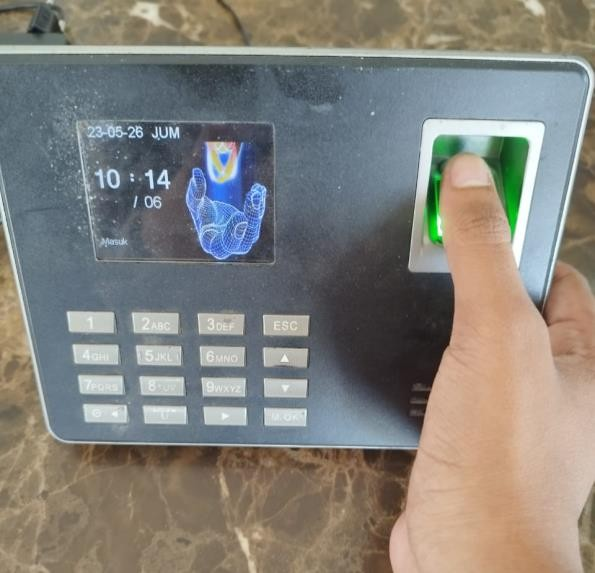 23-05-26 JUM
10 : 14
/ 06
Masuk
1 2ABC 3DEF ESC
4GHI 5JKL 6MNO ▲
7PQRS 8TUV 9WXYZ ▼
◀ ▶ M/OK